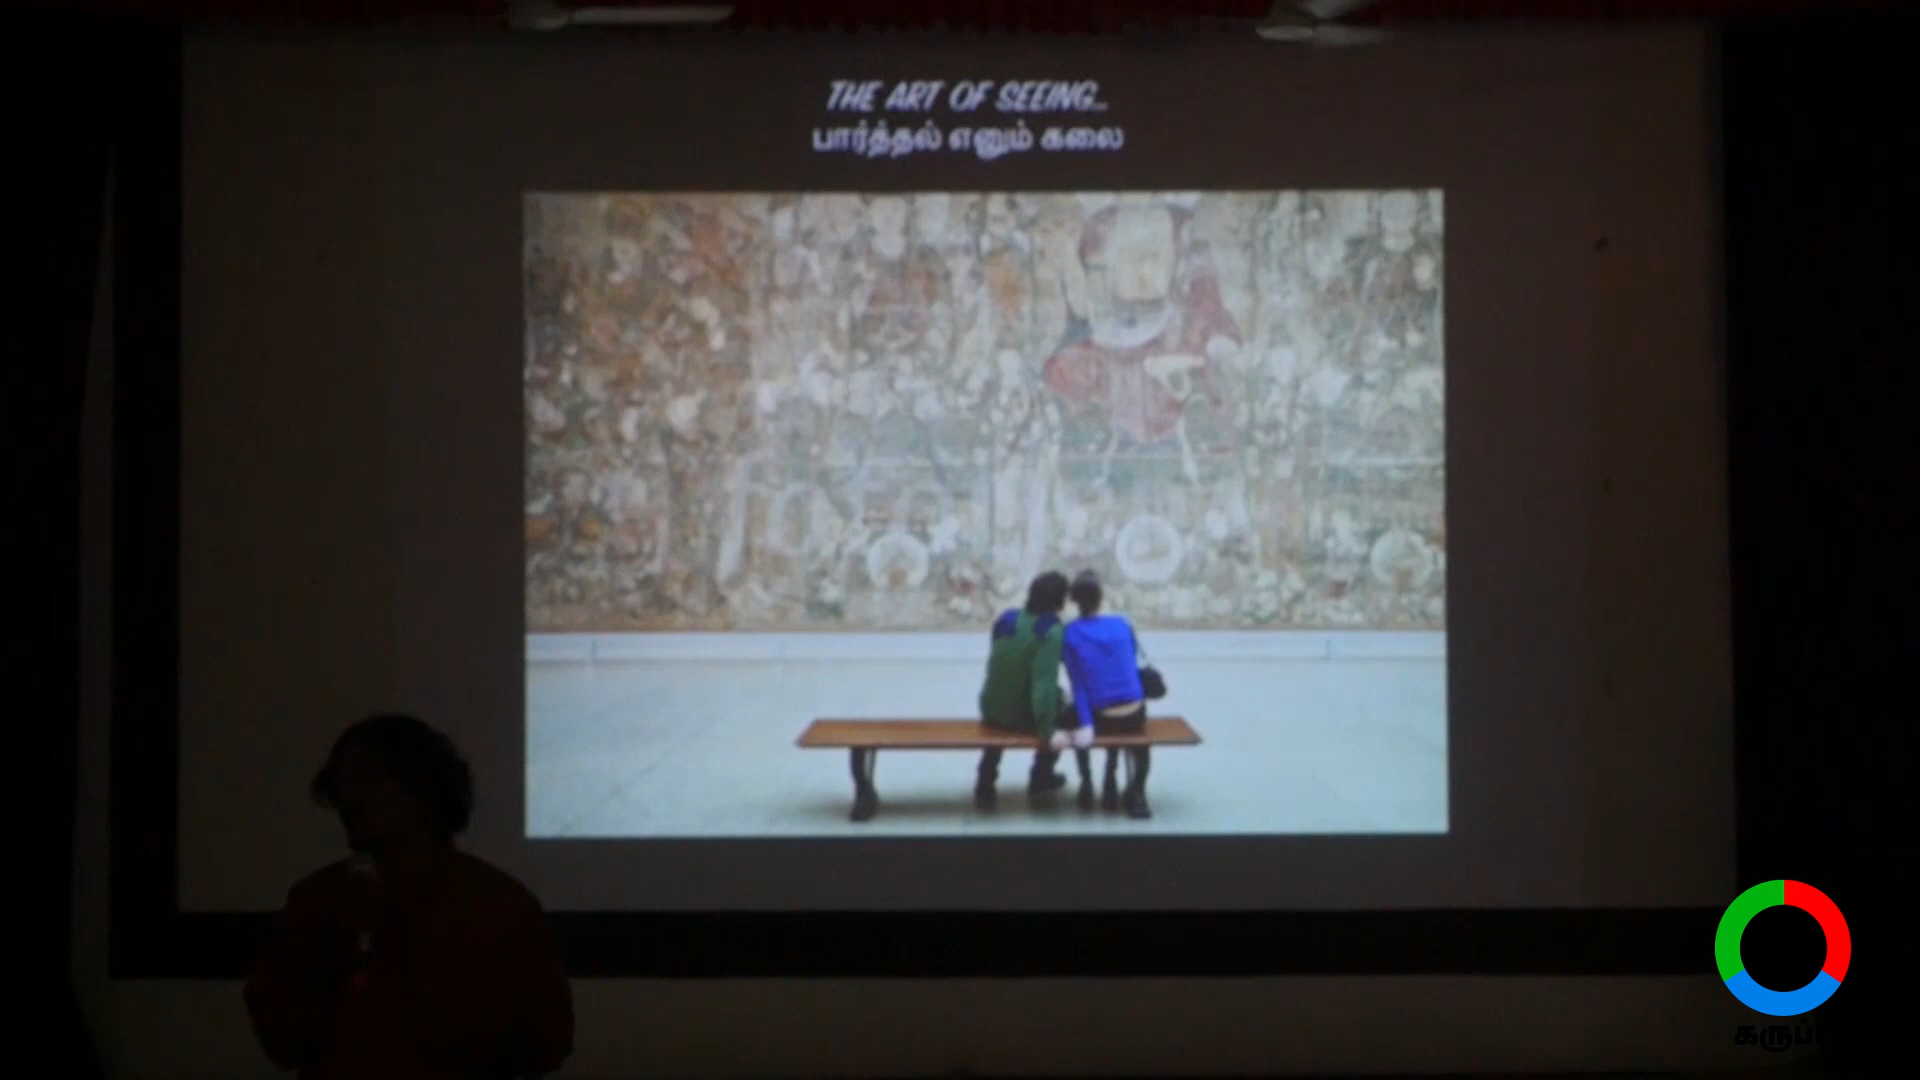 THE ART OF SEEING...
பார்த்தல் எனும் கலை